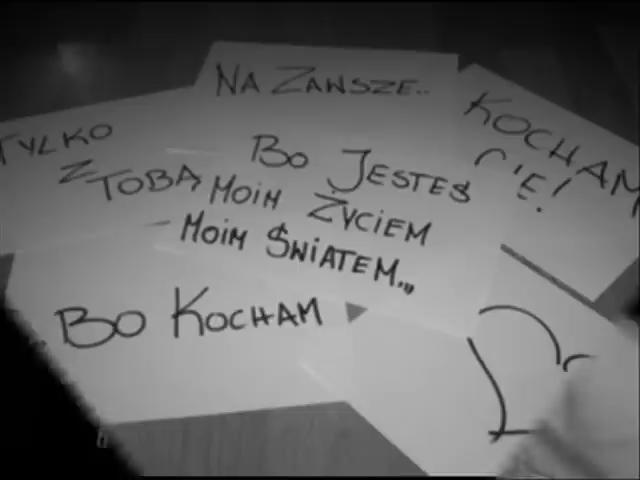 NA ZAWSZE..
KOCHAM
CIĘ!
TYLKO
Z TOBĄ
BO JESTEŚ
MOIM ŻYCIEM
MOIM ŚWIATEM...
BO KOCHAM